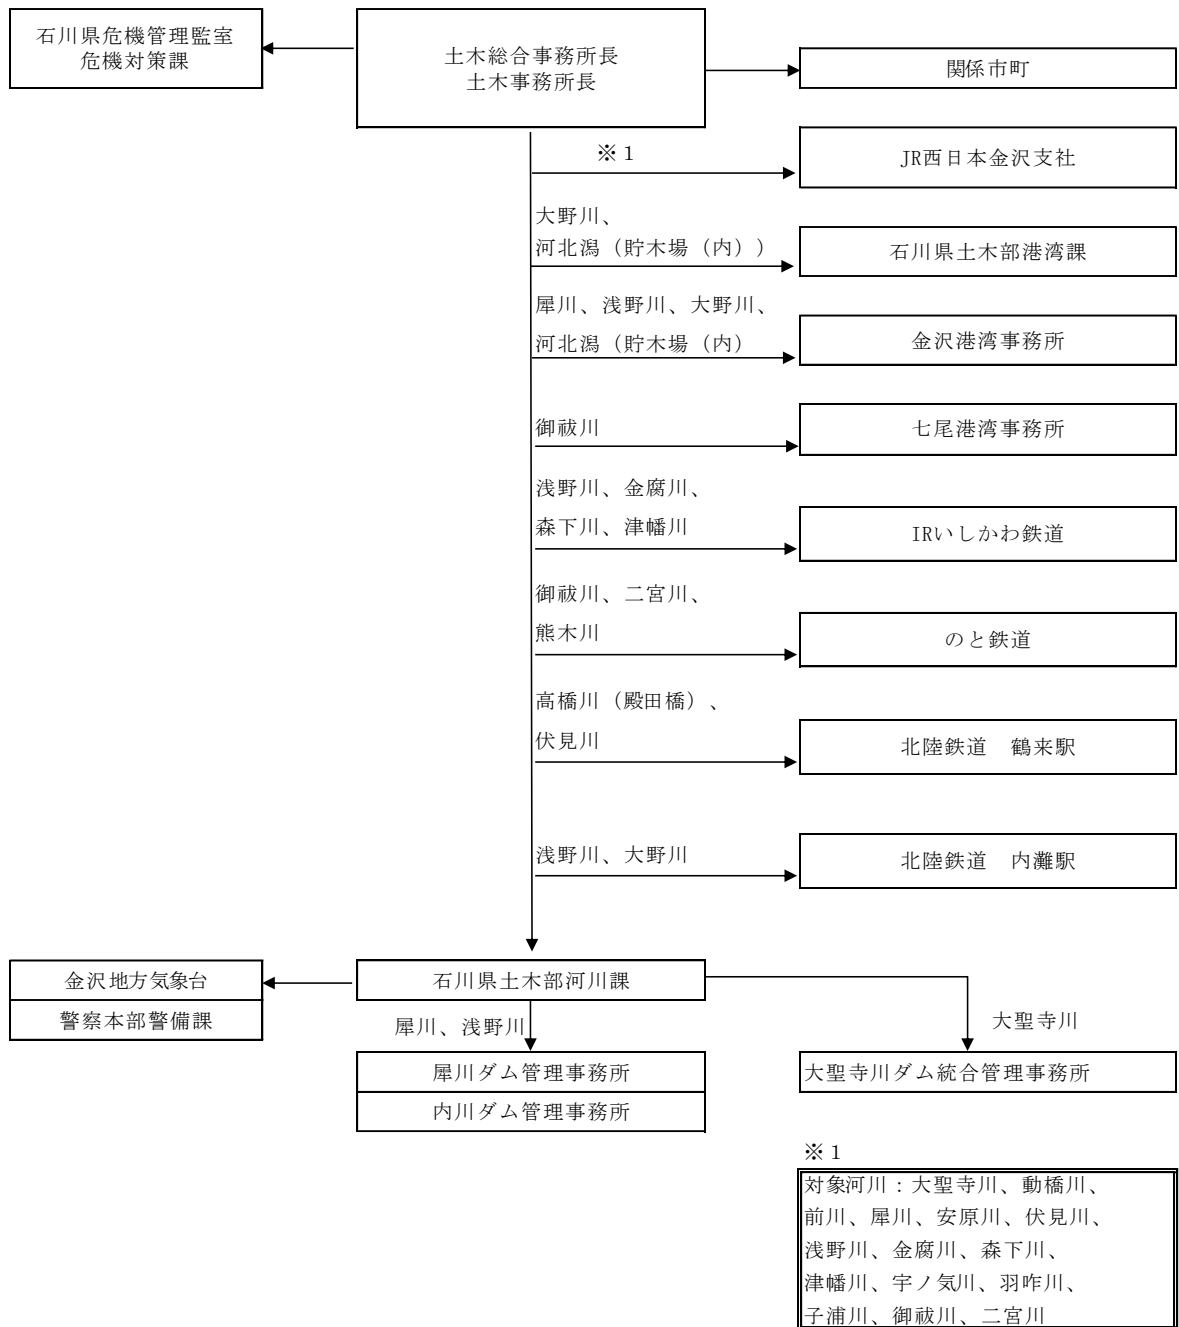 石川県危機管理監室
危機対策課
土木総合事務所長
土木事務所長
関係市町
※１
JR西日本金沢支社
大野川、
河北潟（貯木場（内））
石川県土木部港湾課
犀川、浅野川、大野川、
河北潟（貯木場（内）
金沢港湾事務所
御祓川
七尾港湾事務所
浅野川、金腐川、
森下川、津幡川
IRいしかわ鉄道
御祓川、二宮川、
熊木川
のと鉄道
高橋川（殿田橋）、
伏見川
北陸鉄道　鶴来駅
浅野川、大野川
北陸鉄道　内灘駅
金沢地方気象台
警察本部警備課
石川県土木部河川課
犀川、浅野川
大聖寺川
犀川ダム管理事務所
内川ダム管理事務所
大聖寺川ダム統合管理事務所
※１
対象河川：大聖寺川、動橋川、
前川、犀川、安原川、伏見川、
浅野川、金腐川、森下川、
津幡川、宇ノ気川、羽咋川、
子浦川、御祓川、二宮川